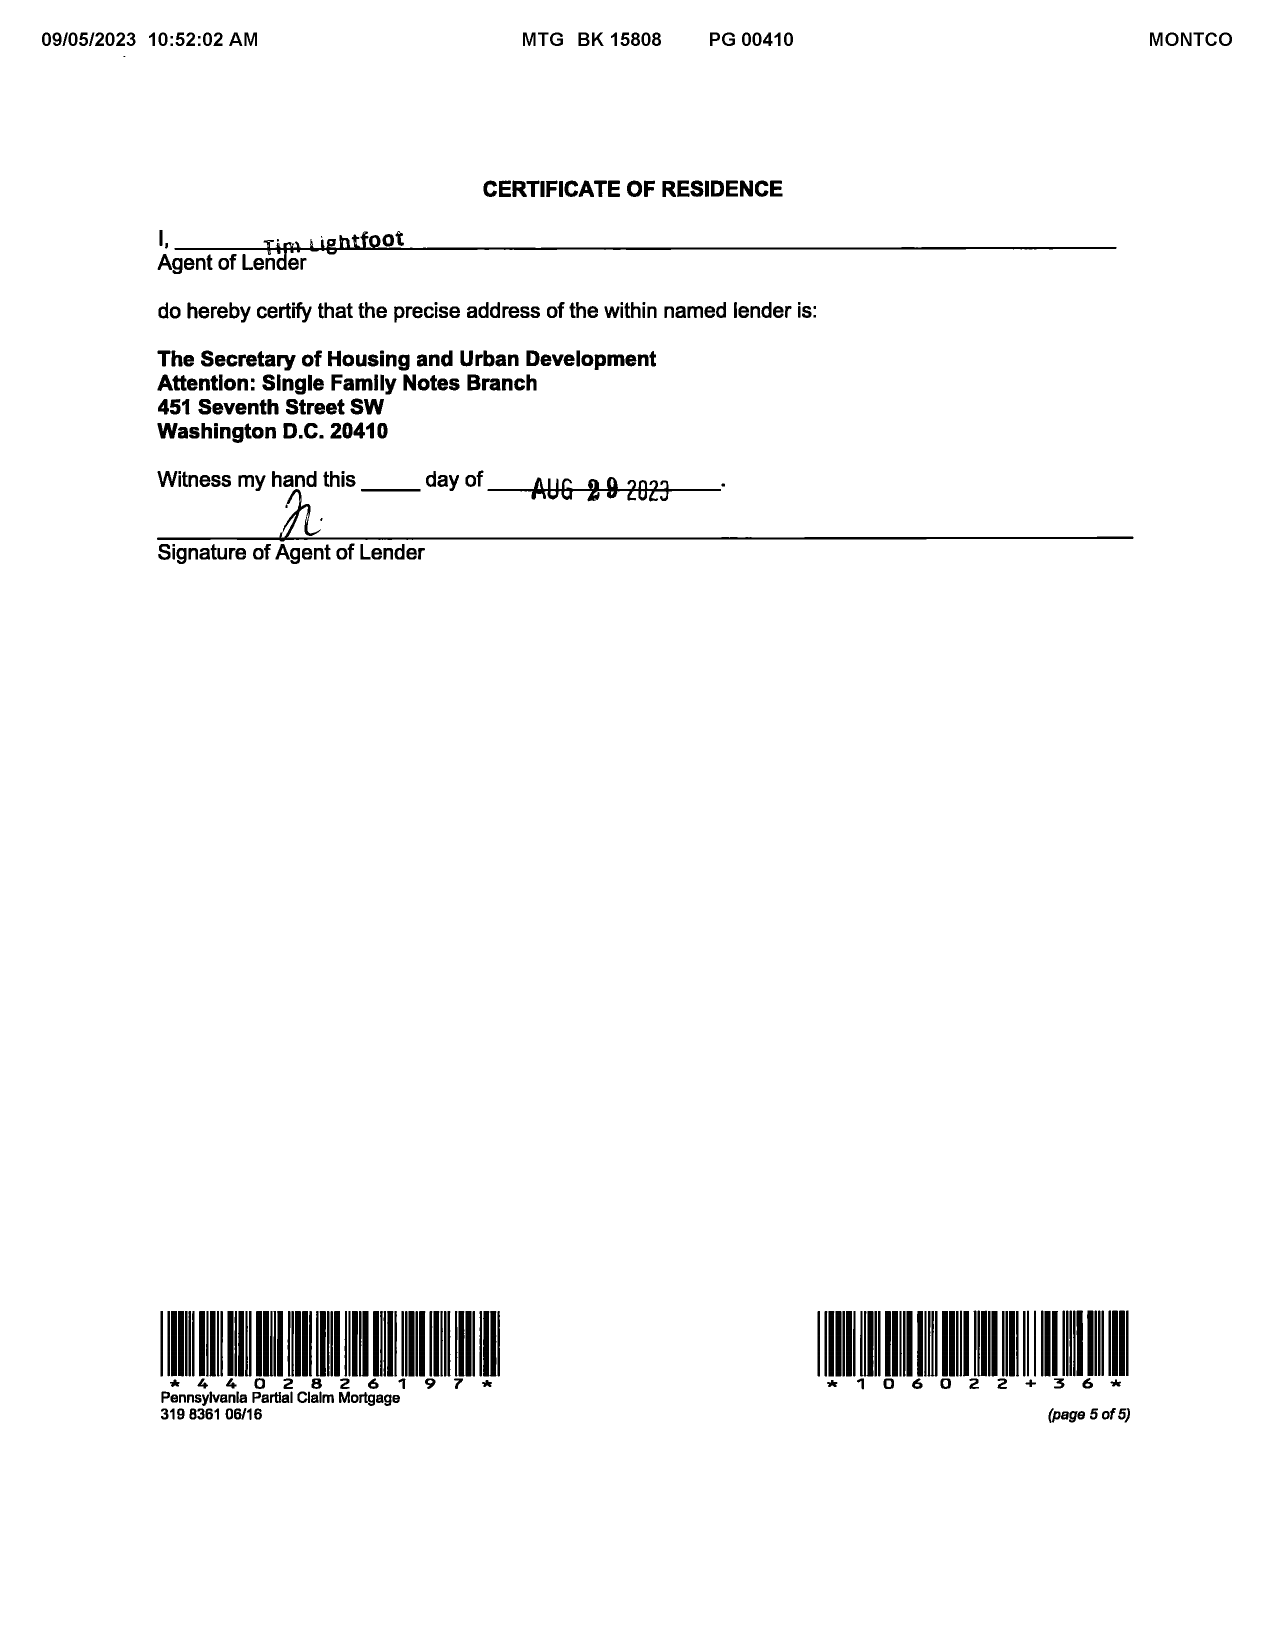 09/05/2023 10:52:02 AM MTG BK 15808 PG 00410 MONTCO
CERTIFICATE OF RESIDENCE
I, Tim Lightfoot
Agent of Lender
do hereby certify that the precise address of the within named lender is:
The Secretary of Housing and Urban Development
Attention: Single Family Notes Branch
451 Seventh Street SW
Washington D.C. 20410
Witness my hand this _____ day of AUG 29 2023.
Signature of Agent of Lender
*4402826197* *106022+36*
Pennsylvania Partial Claim Mortgage
319 8361 06/16 (page 5 of 5)